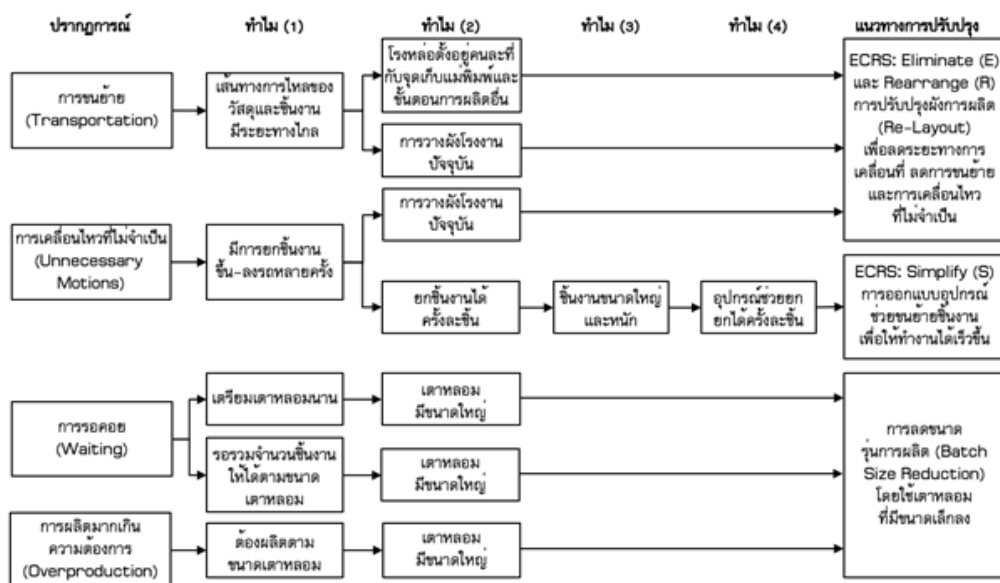 ปรากฏการณ์
ทำไม (1)
ทำไม (2)
ทำไม (3)
ทำไม (4)
แนวทางการปรับปรุง
การขนย้าย
(Transportation)
เส้นทางการไหลของ
วัสดุและชิ้นงาน
มีระยะทางไกล
โรงหล่อตั้งอยู่คนละที่
กับจุดเก็บแม่พิมพ์และ
ขั้นตอนการผลิตอื่น
การวางผังโรงงาน
ปัจจุบัน
ECRS: Eliminate (E)
และ Rearrange (R)
การปรับปรุงผังการผลิต
(Re-Layout)
เพื่อลดระยะทางการ
เคลื่อนที่ ลดการขนย้าย
และการเคลื่อนไหว
ที่ไม่จำเป็น
การเคลื่อนไหวที่ไม่จำเป็น
(Unnecessary
Motions)
มีการยกชิ้นงาน
ขึ้น-ลงรถหลายครั้ง
การวางผังโรงงาน
ปัจจุบัน
ยกชิ้นงานได้
ครั้งละชิ้น
ชิ้นงานขนาดใหญ่
และหนัก
อุปกรณ์ช่วยยก
ยกได้ครั้งละชิ้น
ECRS: Simplify (S)
การออกแบบอุปกรณ์
ช่วยขนย้ายชิ้นงาน
เพื่อให้ทำงานได้เร็วขึ้น
การรอคอย
(Waiting)
เตรียมเตาหลอมนาน
เตาหลอม
มีขนาดใหญ่
รอรวมจำนวนชิ้นงาน
ให้ได้ตามขนาด
เตาหลอม
เตาหลอม
มีขนาดใหญ่
การลดขนาด
รุ่นการผลิต (Batch
Size Reduction)
โดยใช้เตาหลอม
ที่มีขนาดเล็กลง
การผลิตมากเกิน
ความต้องการ
(Overproduction)
ต้องผลิตตาม
ขนาดเตาหลอม
เตาหลอม
มีขนาดใหญ่